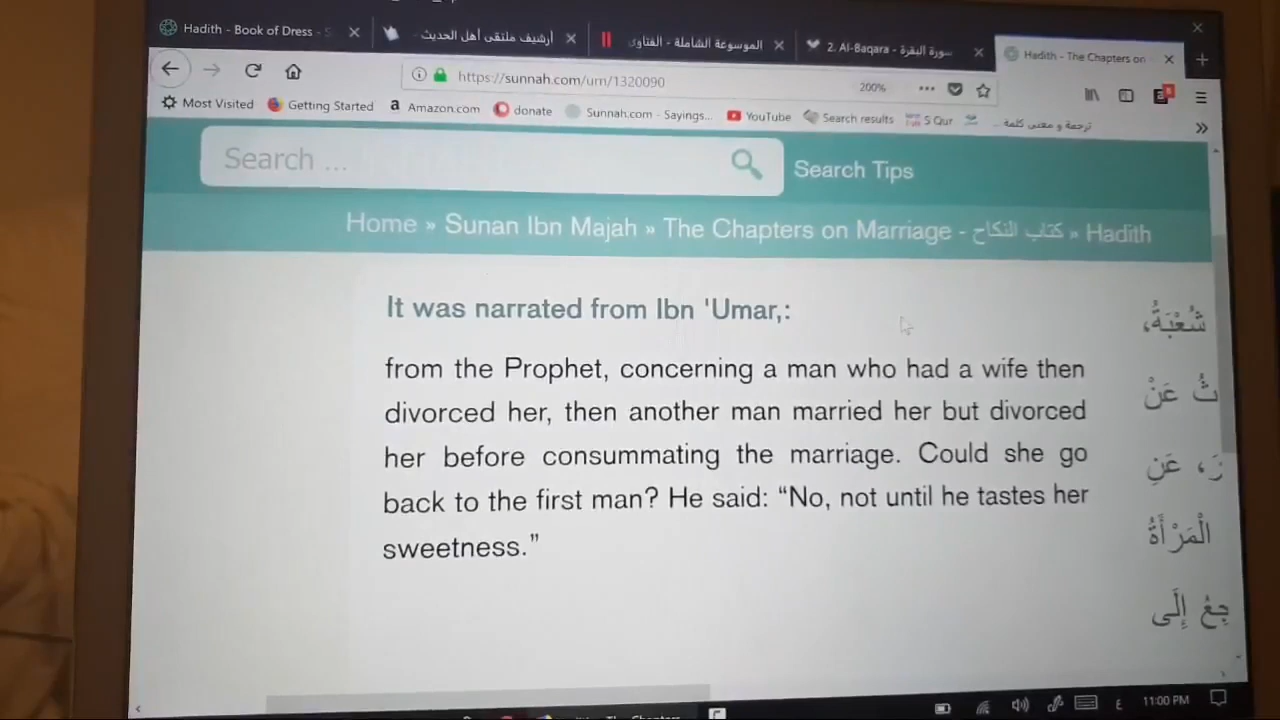 Hadith - Book of Dress - S
أرشيف ملتقى أهل الحديث -
الموسوعة الشاملة - الفتاوى
2. Al-Baqara - سورة البقرة
Hadith - The Chapters on
https://sunnah.com/urn/1320090
200%
Most Visited Getting Started Amazon.com donate Sunnah.com - Sayings... YouTube Search results S Qur ترجمة و معنى كلمة ...
Search ...
Search Tips
Home » Sunan Ibn Majah » The Chapters on Marriage - كتاب النكاح » Hadith
It was narrated from Ibn 'Umar,:
شُعْبَةُ،
from the Prophet, concerning a man who had a wife then
divorced her, then another man married her but divorced
ثُ عَنْ
her before consummating the marriage. Could she go
رَ، عَنِ
back to the first man? He said: “No, not until he tastes her
الْمَرْأَةُ
sweetness.”
جِعُ إِلَى
The Chapters
ع
11:00 PM